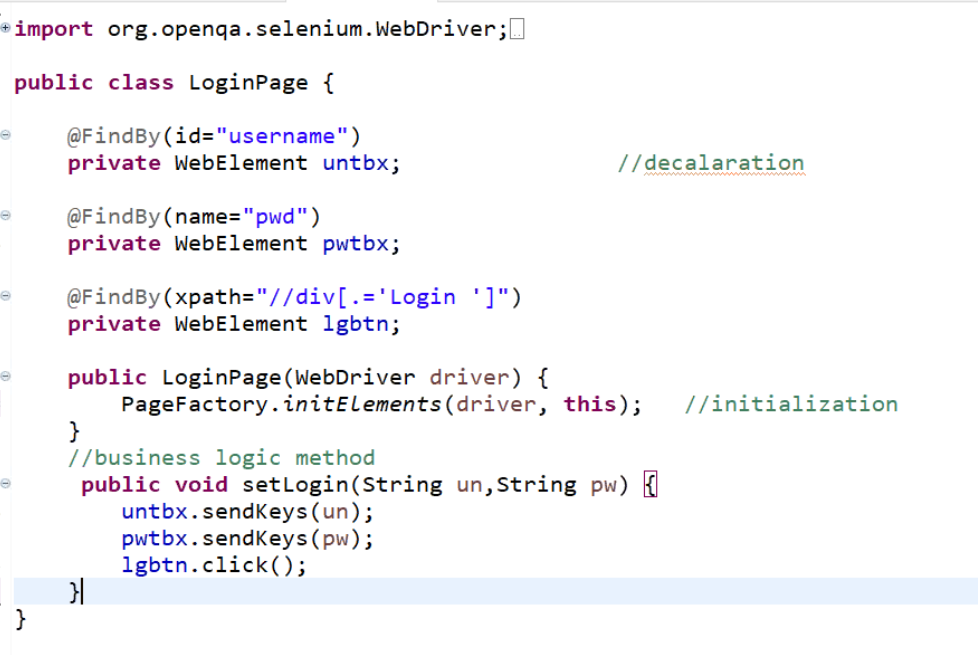 import org.openqa.selenium.WebDriver;
public class LoginPage {
@FindBy(id="username")
private WebElement untbx; //decalaration
@FindBy(name="pwd")
private WebElement pwtbx;
@FindBy(xpath="//div[.='Login ']")
private WebElement lgbtn;
public LoginPage(WebDriver driver) {
PageFactory.initElements(driver, this); //initialization
}
//business logic method
public void setLogin(String un,String pw) {
untbx.sendKeys(un);
pwtbx.sendKeys(pw);
lgbtn.click();
}
}